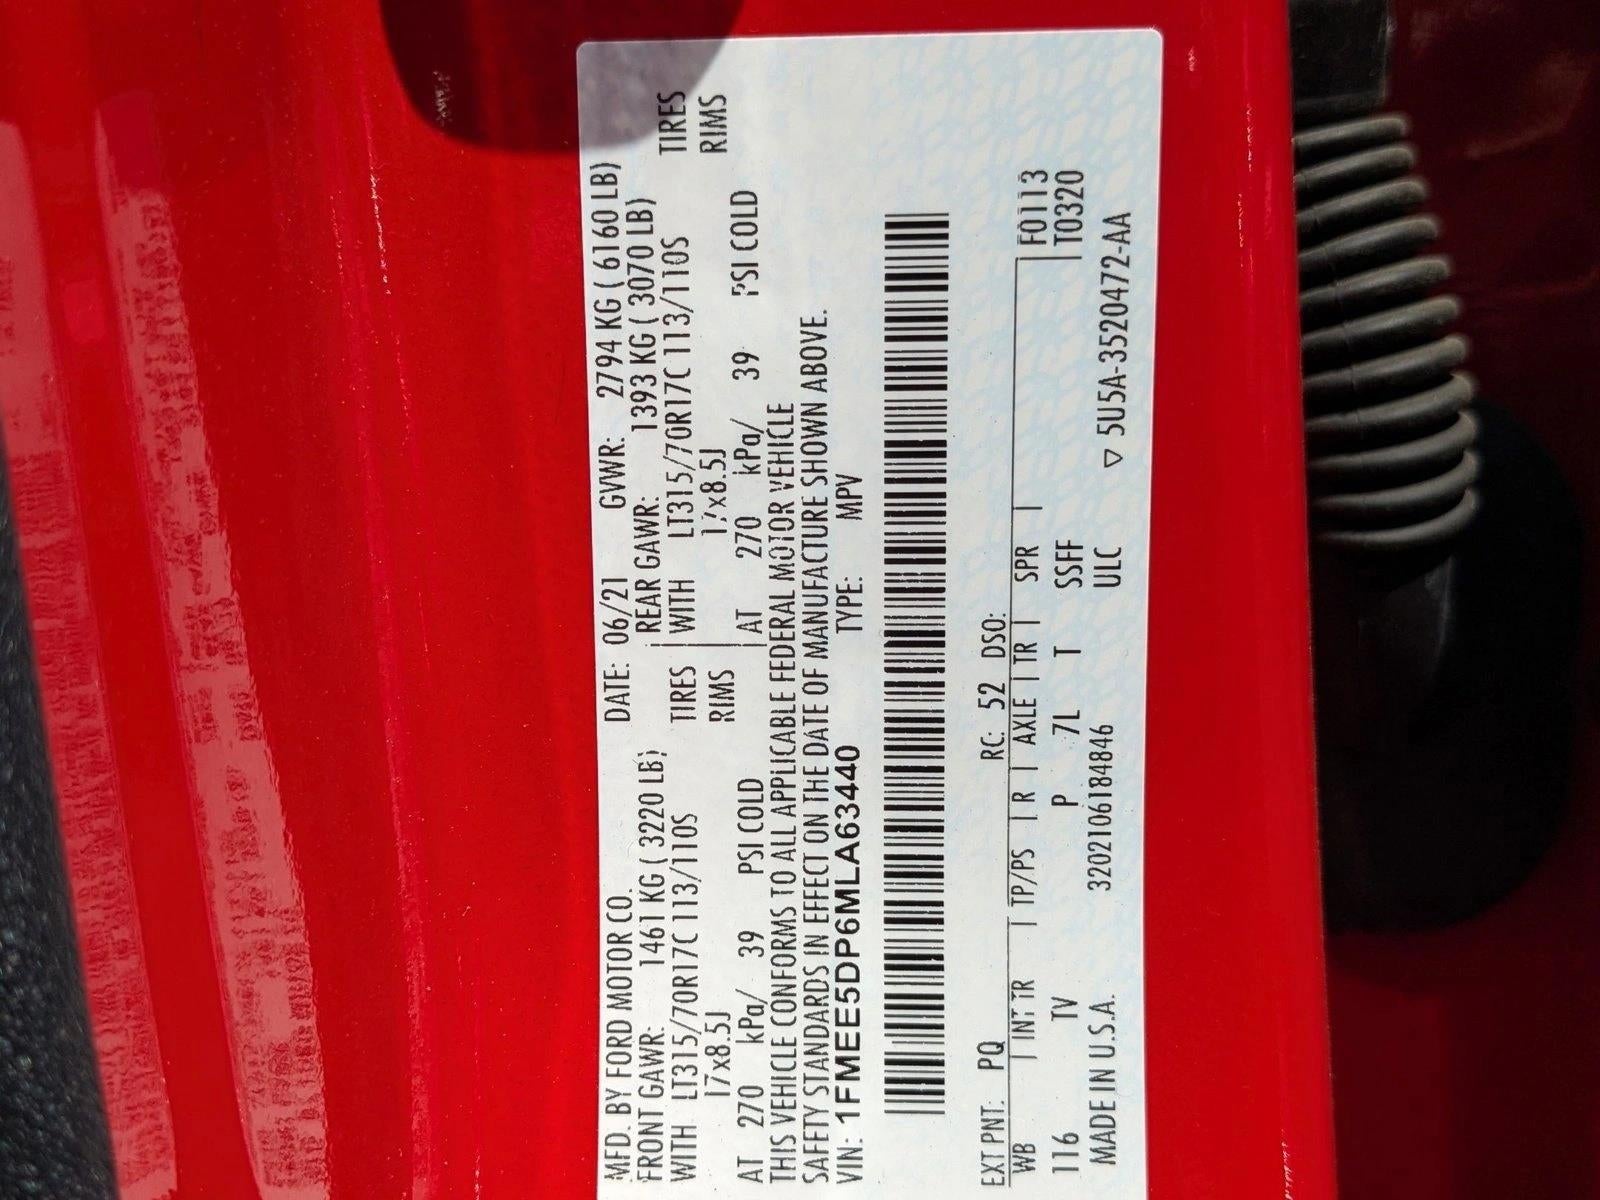 MFD. BY FORD MOTOR CO. DATE: 06/21 GVWR: 2794 KG ( 6160 LB)
FRONT GAWR: 1461 KG ( 3220 LB) REAR GAWR: 1393 KG ( 3070 LB)
WITH LT315/70R17C 113/110S TIRES WITH LT315/70R17C 113/110S TIRES
17x8.5J RIMS 17x8.5J RIMS
AT 270 kPa/ 39 PSI COLD AT 270 kPa/ 39 PSI COLD
THIS VEHICLE CONFORMS TO ALL APPLICABLE FEDERAL MOTOR VEHICLE
SAFETY STANDARDS IN EFFECT ON THE DATE OF MANUFACTURE SHOWN ABOVE.
VIN: 1FMEE5DP6MLA63440 TYPE: MPV
EXT PNT: PQ RC: 52 DSO:
WB | INT TR | TP/PS | R | AXLE | TR | SPR | F0113
116 TV P 7L T SSFF T0320
MADE IN U.S.A. 320210618484​6 ULC ▽ 5U5A-3520472-AA